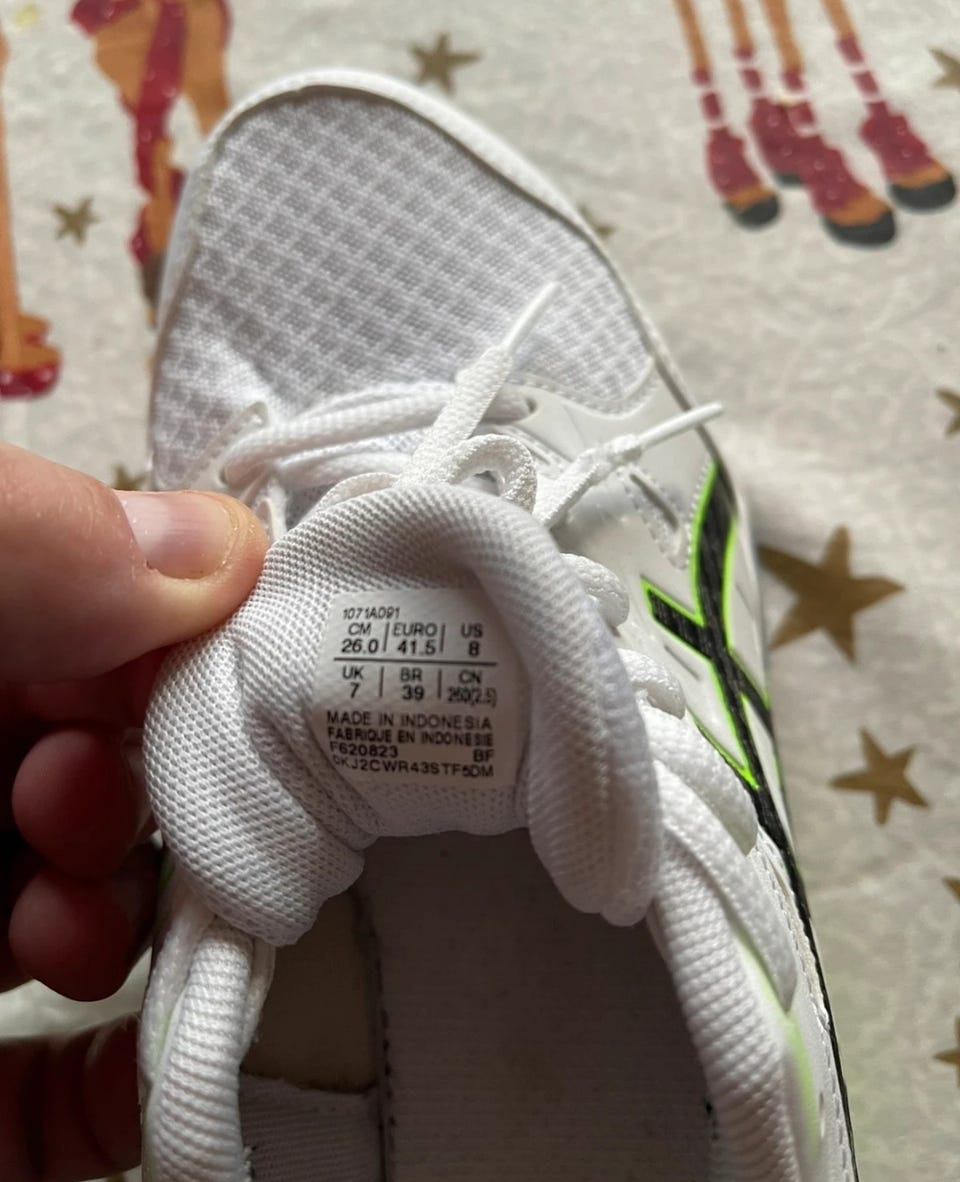 1071A091
CM EURO US
26.0 41.5 8
UK BR CN
7 39 260(2.5)
MADE IN INDONESIA
FABRIQUE EN INDONESIE
F620823 BF
0KJ2CWR43STF5DM